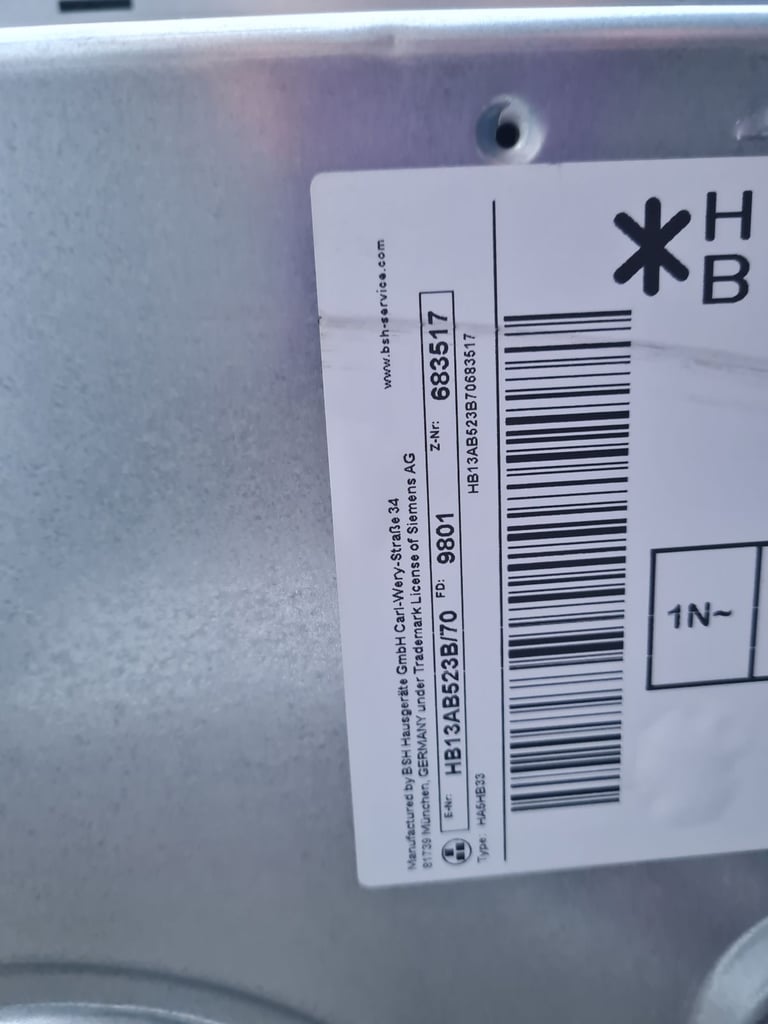 www.bsh-service.com
Manufactured by BSH Hausgeräte GmbH Carl-Wery-Straße 34
81739 München, GERMANY under Trademark License of Siemens AG
E-Nr: HB13AB523B/70 FD: 9801 Z-Nr: 683517
Type: HA5HB33 HB13AB523B70683517
H
B
1N~